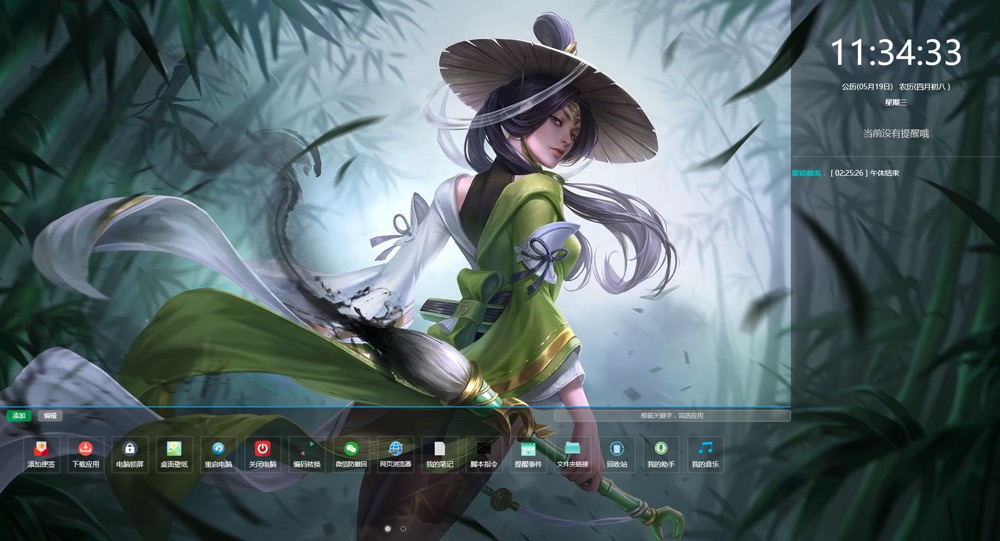 11:34:33
公历(05月19日) 农历(四月初八)
星期三
当前没有提醒哦
即将触发： [ 02:25:26 ] 午休结束
添加
编辑
根据关键字，筛选应用
添加便签
下载应用
电脑锁屏
桌面壁纸
重启电脑
关闭电脑
编码转换
微信防撤回
网页浏览器
我的笔记
脚本指令
提醒事件
文件夹链接
回收站
我的助手
我的音乐